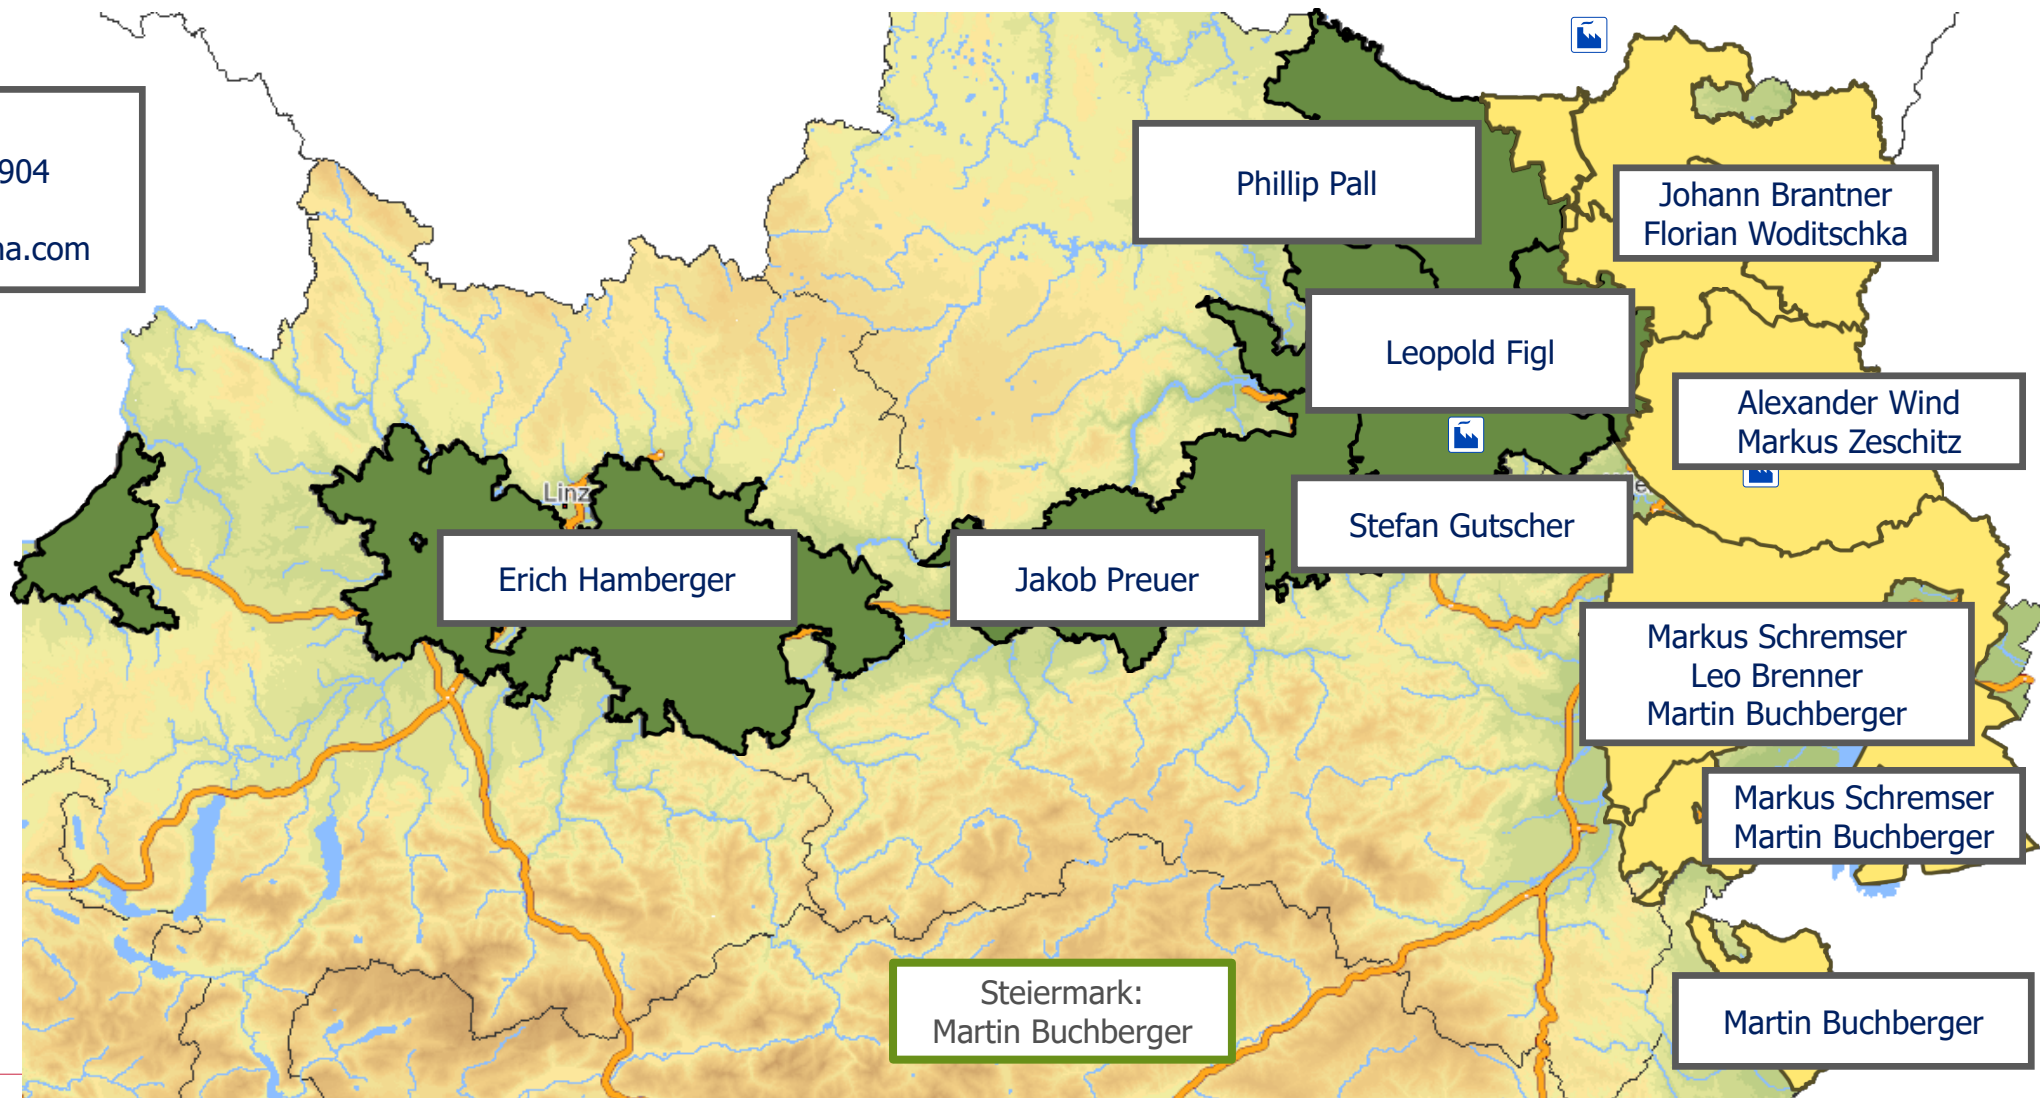 904
na.com
Phillip Pall
Johann Brantner
Florian Woditschka
Leopold Figl
Alexander Wind
Markus Zeschitz
Linz
Stefan Gutscher
Erich Hamberger
Jakob Preuer
Markus Schremser
Leo Brenner
Martin Buchberger
Markus Schremser
Martin Buchberger
Steiermark:
Martin Buchberger
Martin Buchberger